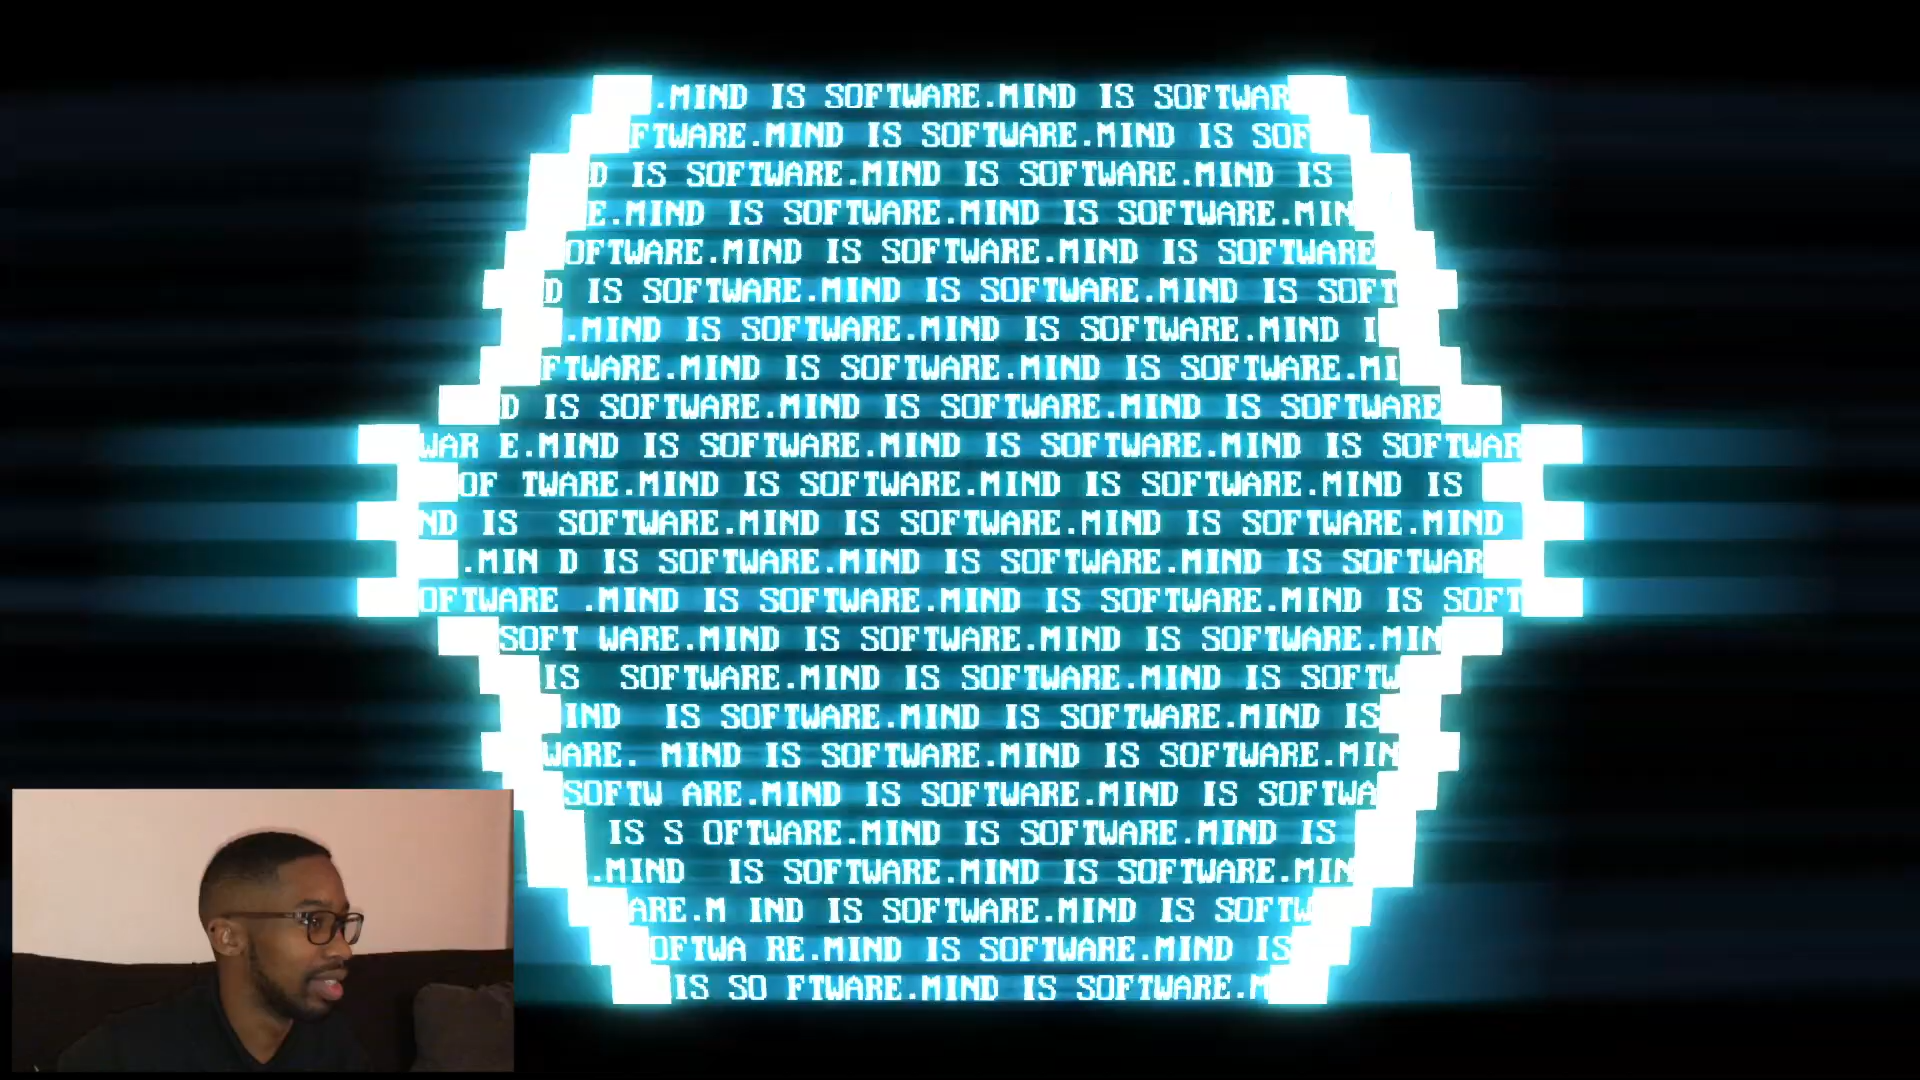 .MIND IS SOFTWARE.MIND IS SOFTWAR
FTWARE.MIND IS SOFTWARE.MIND IS SOF
D IS SOFTWARE.MIND IS SOFTWARE.MIND IS
E.MIND IS SOFTWARE.MIND IS SOFTWARE.MIN
OFTWARE.MIND IS SOFTWARE.MIND IS SOFTWARE
D IS SOFTWARE.MIND IS SOFTWARE.MIND IS SOFT
.MIND IS SOFTWARE.MIND IS SOFTWARE.MIND I
FTWARE.MIND IS SOFTWARE.MIND IS SOFTWARE.MI
D IS SOFTWARE.MIND IS SOFTWARE.MIND IS SOFTWARE
WAR E.MIND IS SOFTWARE.MIND IS SOFTWARE.MIND IS SOFTWAR
OF TWARE.MIND IS SOFTWARE.MIND IS SOFTWARE.MIND IS
ND IS  SOFTWARE.MIND IS SOFTWARE.MIND IS SOFTWARE.MIND
.MIN D IS SOFTWARE.MIND IS SOFTWARE.MIND IS SOFTWAR
OFTWARE .MIND IS SOFTWARE.MIND IS SOFTWARE.MIND IS SOFT
SOFT WARE.MIND IS SOFTWARE.MIND IS SOFTWARE.MIN
IS  SOFTWARE.MIND IS SOFTWARE.MIND IS SOFTW
IND  IS SOFTWARE.MIND IS SOFTWARE.MIND IS
WARE. MIND IS SOFTWARE.MIND IS SOFTWARE.MIN
SOFTW ARE.MIND IS SOFTWARE.MIND IS SOFTWA
IS S OFTWARE.MIND IS SOFTWARE.MIND IS
.MIND  IS SOFTWARE.MIND IS SOFTWARE.MIN
ARE.M IND IS SOFTWARE.MIND IS SOFTW
OFTWA RE.MIND IS SOFTWARE.MIND IS
IS SO FTWARE.MIND IS SOFTWARE.M